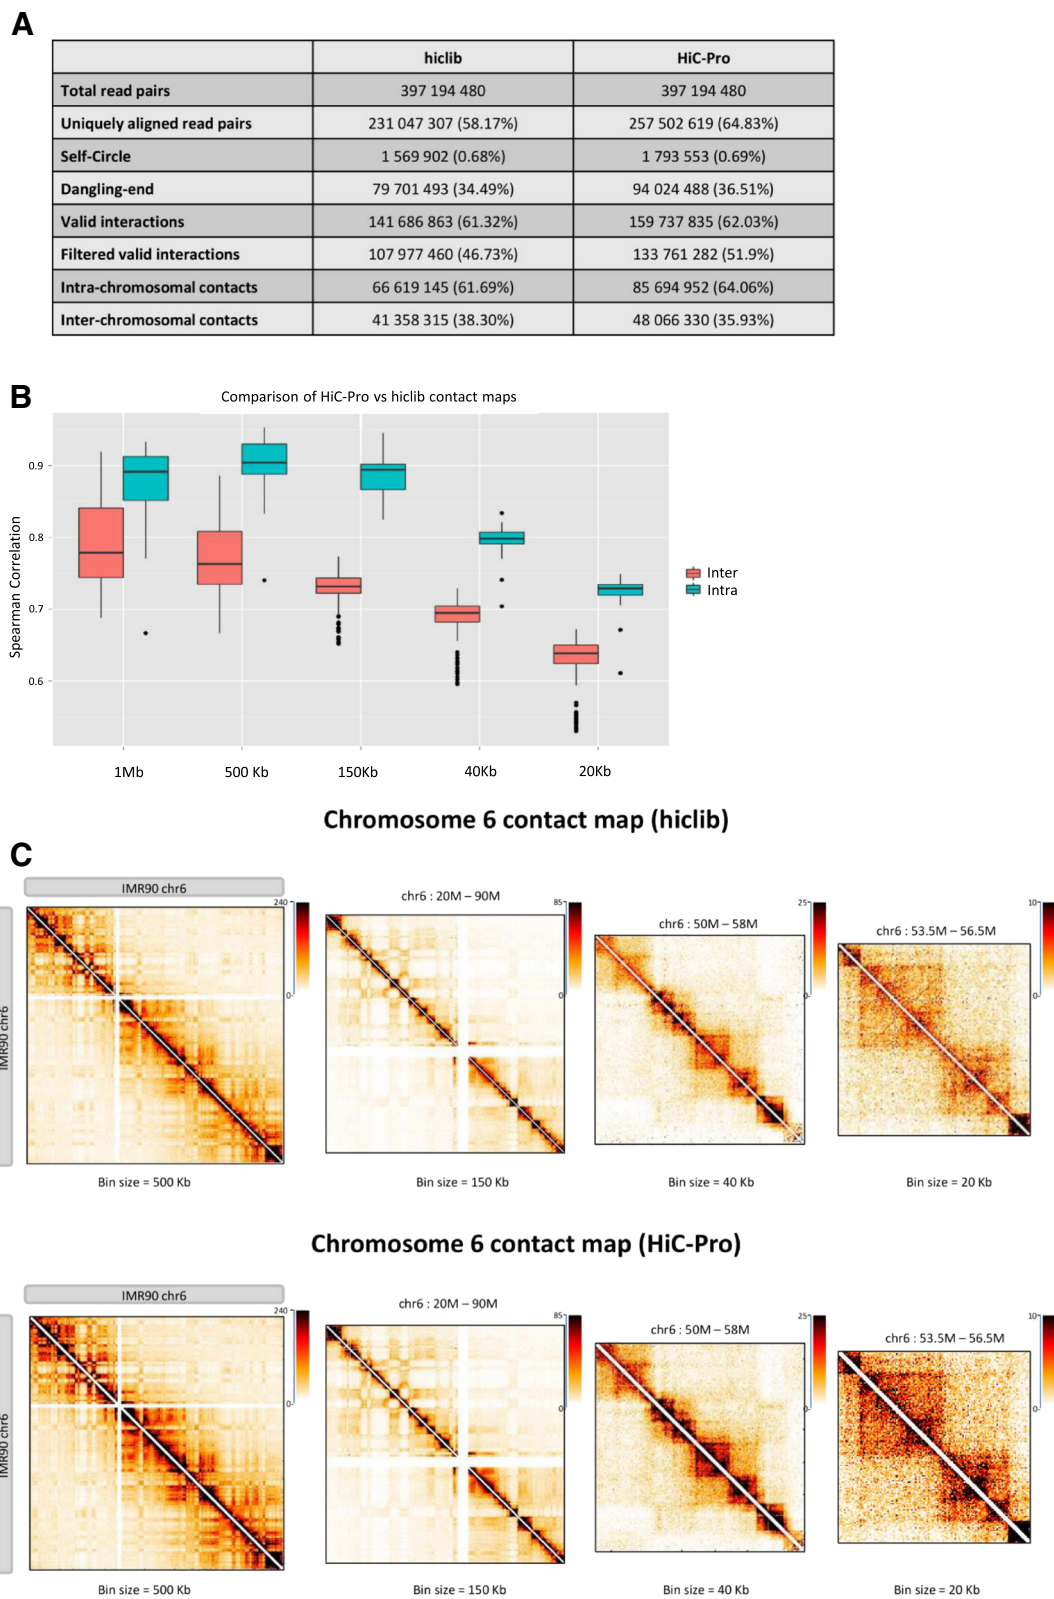 A
hiclib HiC-Pro
Total read pairs 397 194 480 397 194 480
Uniquely aligned read pairs 231 047 307 (58.17%) 257 502 619 (64.83%)
Self-Circle 1 569 902 (0.68%) 1 793 553 (0.69%)
Dangling-end 79 701 493 (34.49%) 94 024 488 (36.51%)
Valid interactions 141 686 863 (61.32%) 159 737 835 (62.03%)
Filtered valid interactions 107 977 460 (46.73%) 133 761 282 (51.9%)
Intra-chromosomal contacts 66 619 145 (61.69%) 85 694 952 (64.06%)
Inter-chromosomal contacts 41 358 315 (38.30%) 48 066 330 (35.93%)
B
Comparison of HiC-Pro vs hiclib contact maps
Spearman Correlation
0.9
0.8
0.7
0.6
Inter
Intra
1Mb 500 Kb 150Kb 40Kb 20Kb
Chromosome 6 contact map (hiclib)
C
IMR90 chr6
IMR90 chr6
240
0
chr6 : 20M – 90M
85
0
chr6 : 50M – 58M
25
0
chr6 : 53.5M – 56.5M
10
0
Bin size = 500 Kb Bin size = 150 Kb Bin size = 40 Kb Bin size = 20 Kb
Chromosome 6 contact map (HiC-Pro)
IMR90 chr6
IMR90 chr6
240
0
chr6 : 20M – 90M
85
0
chr6 : 50M – 58M
25
0
chr6 : 53.5M – 56.5M
10
0
Bin size = 500 Kb Bin size = 150 Kb Bin size = 40 Kb Bin size = 20 Kb